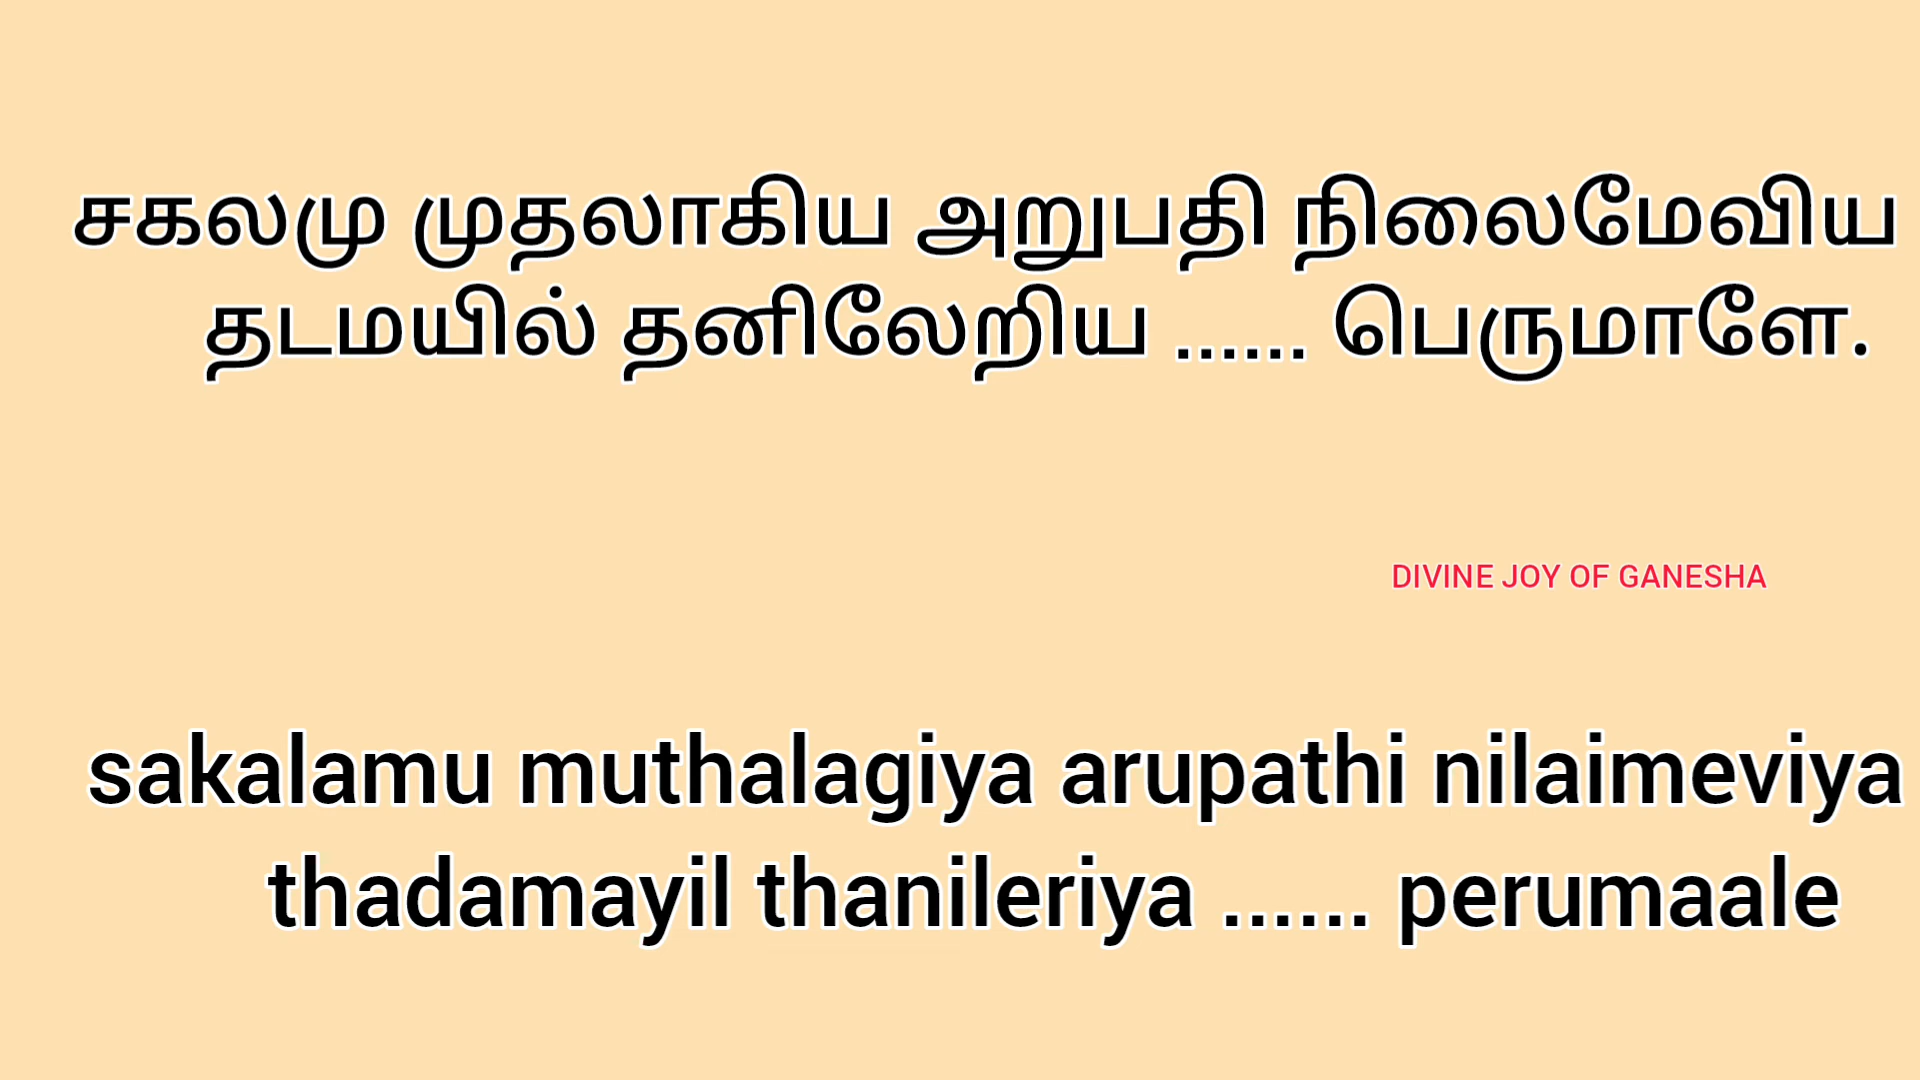 சகலமு முதலாகிய அறுபதி நிலைமேவிய
தடமயில் தனிலேறிய ...... பெருமாளே.
DIVINE JOY OF GANESHA
sakalamu muthalagiya arupathi nilaimeviya
thadamayil thanileriya ...... perumaale